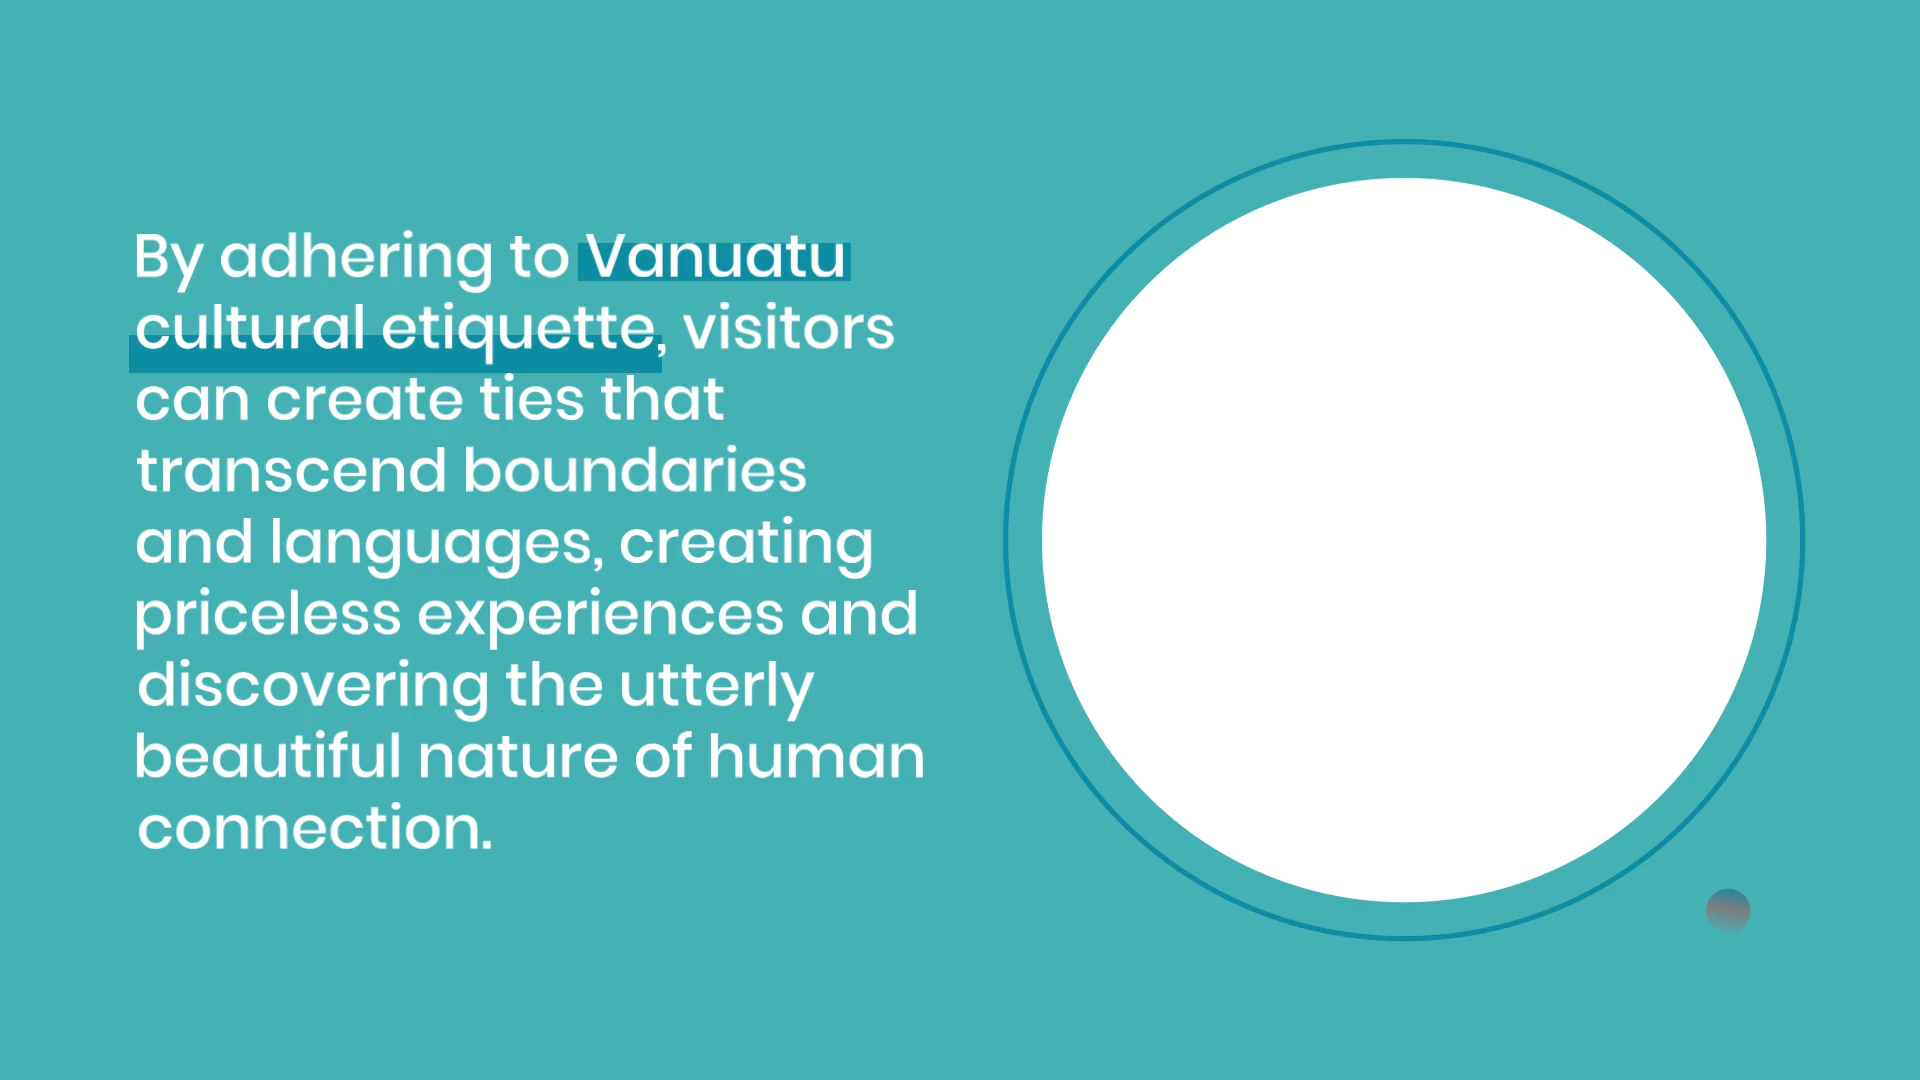 By adhering to Vanuatu
cultural etiquette, visitors
can create ties that
transcend boundaries
and languages, creating
priceless experiences and
discovering the utterly
beautiful nature of human
connection.